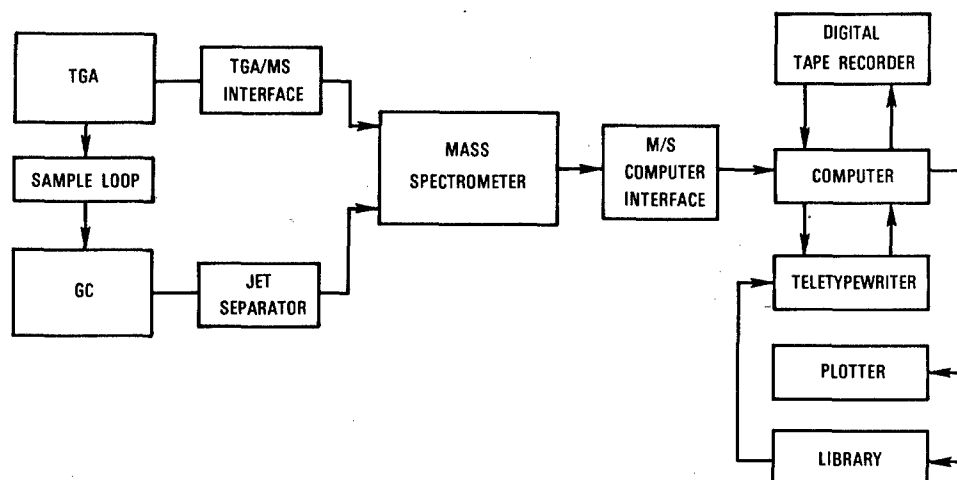 TGA
TGA/MS
INTERFACE
SAMPLE LOOP
GC
JET
SEPARATOR
MASS
SPECTROMETER
M/S
COMPUTER
INTERFACE
DIGITAL
TAPE RECORDER
COMPUTER
TELETYPEWRITER
PLOTTER
LIBRARY